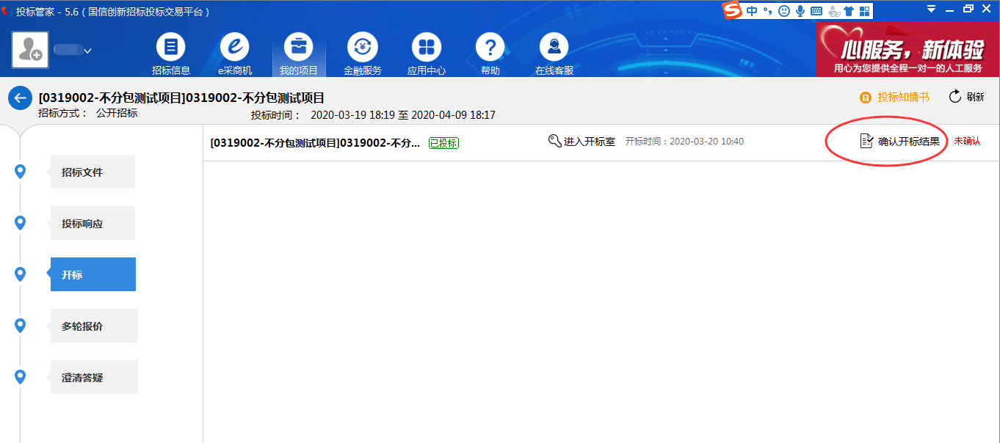 投标管家 - 5.6 ( 国信创新招标投标交易平台 )
中
招标信息
e采商机
我的项目
金融服务
应用中心
帮助
在线客服
心服务，新体验
用心为您提供全程一对一的人工服务
[0319002-不分包测试项目]0319002-不分包测试项目
招标方式： 公开招标
投标时间： 2020-03-19 18:19 至 2020-04-09 18:17
投标知情书
刷新
[0319002-不分包测试项目]0319002-不分...
已投标
进入开标室
开标时间：2020-03-20 10:40
确认开标结果
未确认
招标文件
投标响应
开标
多轮报价
澄清答疑